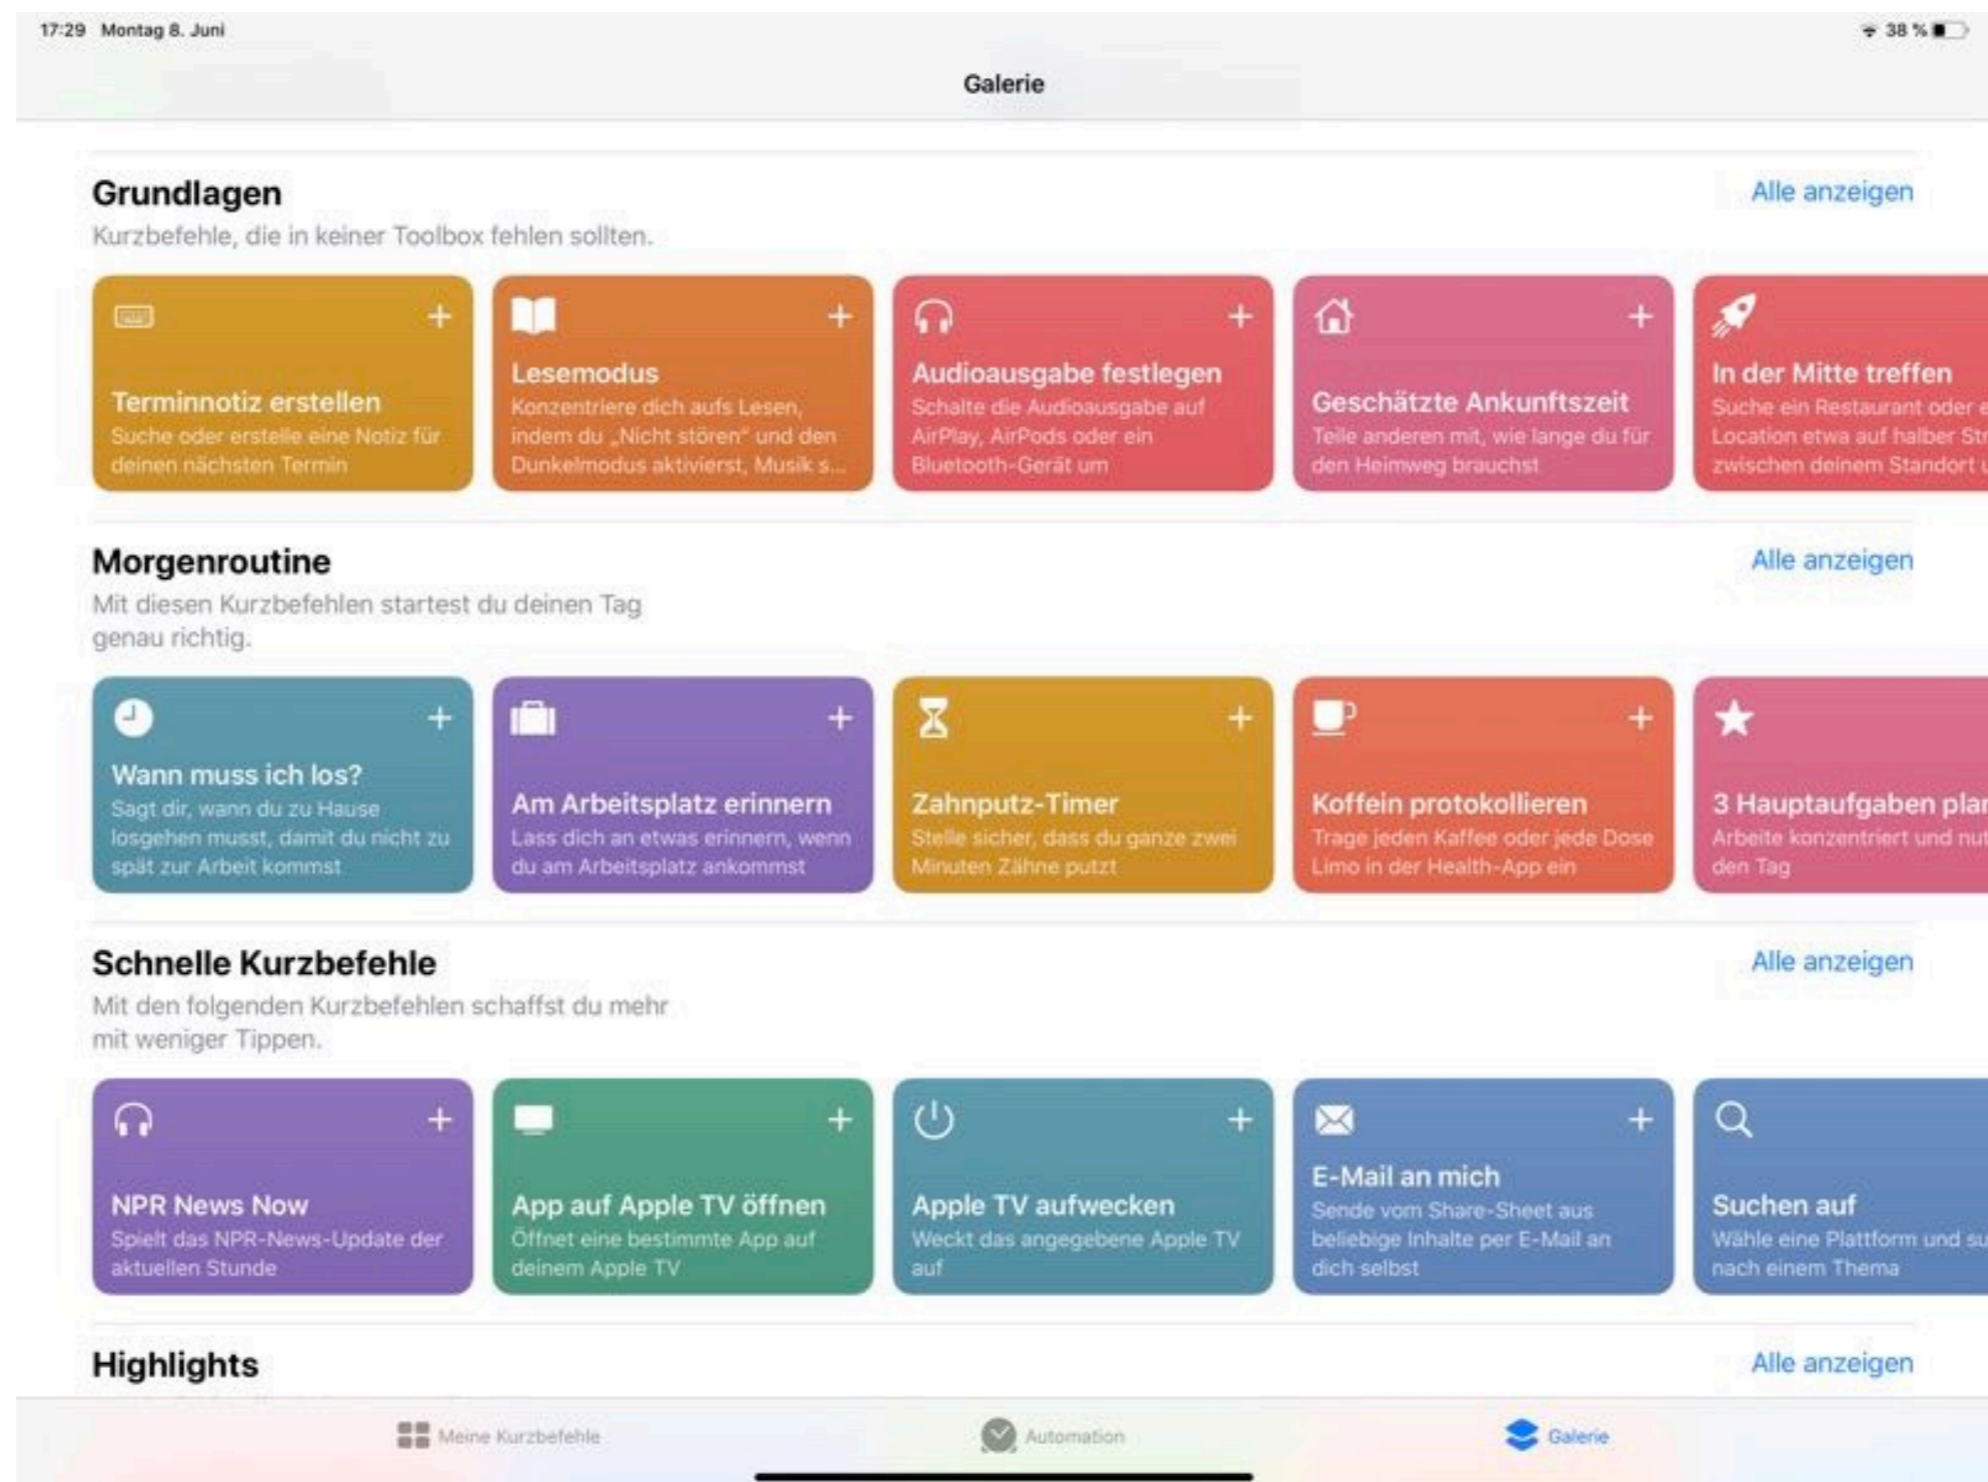 17:29 Montag 8. Juni
38 %
Galerie
Grundlagen
Alle anzeigen
Kurzbefehle, die in keiner Toolbox fehlen sollten.
Terminnotiz erstellen
Suche oder erstelle eine Notiz für
deinen nächsten Termin
Lesemodus
Konzentriere dich aufs Lesen,
indem du „Nicht stören“ und den
Dunkelmodus aktivierst, Musik s...
Audioausgabe festlegen
Schalte die Audioausgabe auf
AirPlay, AirPods oder ein
Bluetooth-Gerät um
Geschätzte Ankunftszeit
Teile anderen mit, wie lange du für
den Heimweg brauchst
In der Mitte treffen
Suche ein Restaurant oder
Location etwa auf halber
zwischen deinem Standort
Morgenroutine
Alle anzeigen
Mit diesen Kurzbefehlen startest du deinen Tag
genau richtig.
Wann muss ich los?
Sagt dir, wann du zu Hause
losgehen musst, damit du nicht zu
spät zur Arbeit kommst
Am Arbeitsplatz erinnern
Lass dich an etwas erinnern, wenn
du am Arbeitsplatz ankommst
Zahnputz-Timer
Stelle sicher, dass du ganze zwei
Minuten Zähne putzt
Koffein protokollieren
Trage jeden Kaffee oder jede Dose
Limo in der Health-App ein
3 Hauptaufgaben
Arbeite konzentriert und
den Tag
Schnelle Kurzbefehle
Alle anzeigen
Mit den folgenden Kurzbefehlen schaffst du mehr
mit weniger Tippen.
NPR News Now
Spielt das NPR-News-Update der
aktuellen Stunde
App auf Apple TV öffnen
Öffnet eine bestimmte App auf
deinem Apple TV
Apple TV aufwecken
Weckt das angegebene Apple TV
auf
E-Mail an mich
Sende vom Share-Sheet aus
beliebige Inhalte per E-Mail an
dich selbst
Suchen auf
Wähle eine Plattform und
nach einem Thema
Highlights
Alle anzeigen
Meine Kurzbefehle
Automation
Galerie